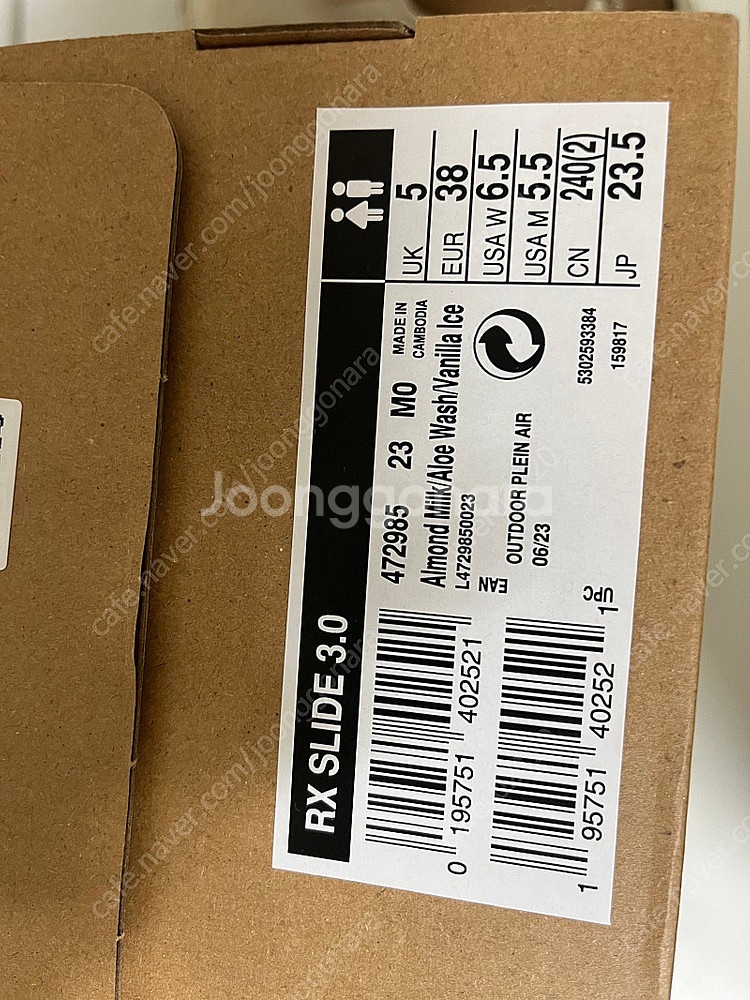 RX SLIDE 3.0
472985 23 M0
MADE IN
CAMBODIA
Almond Milk/Aloe Wash/Vanilla Ice
L4729850023
EAN
OUTDOOR PLEIN AIR
06/23
5302593384
159817
UPC
0 195751 402521
1 95751 40252 1
UK 5
EUR 38
USA W 6.5
USA M 5.5
CN 240(2)
JP 23.5
Joonggonara
cafe.naver.com/joonggonara